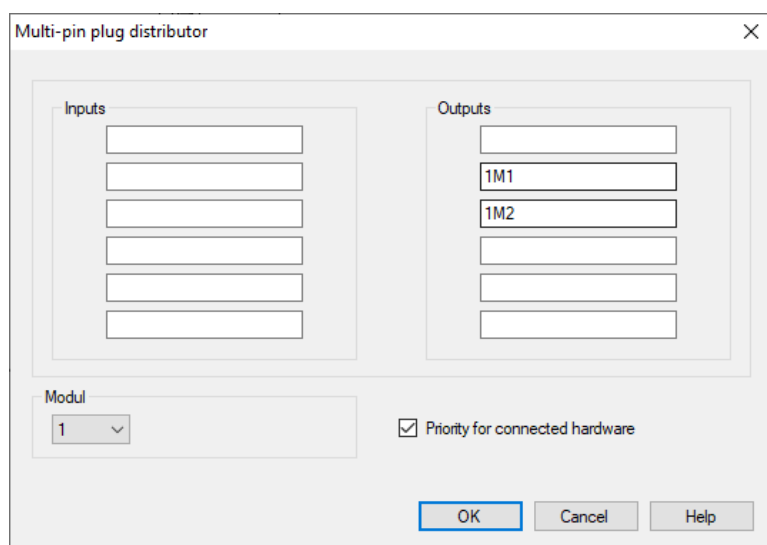 Multi-pin plug distributor
Inputs
Outputs
1M1
1M2
Modul
1
Priority for connected hardware
OK
Cancel
Help